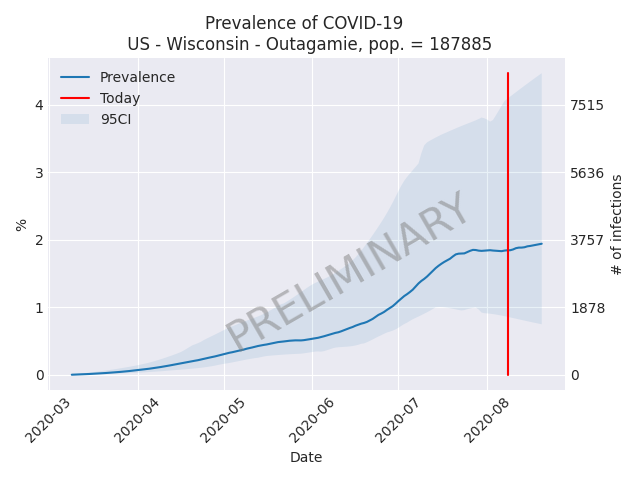 Prevalence of COVID-19
US - Wisconsin - Outagamie, pop. = 187885
Prevalence
Today
95CI
4
3
2
1
0
%
7515
5636
3757
1878
0
# of infections
PRELIMINARY
2020-03
2020-04
2020-05
2020-06
2020-07
2020-08
Date